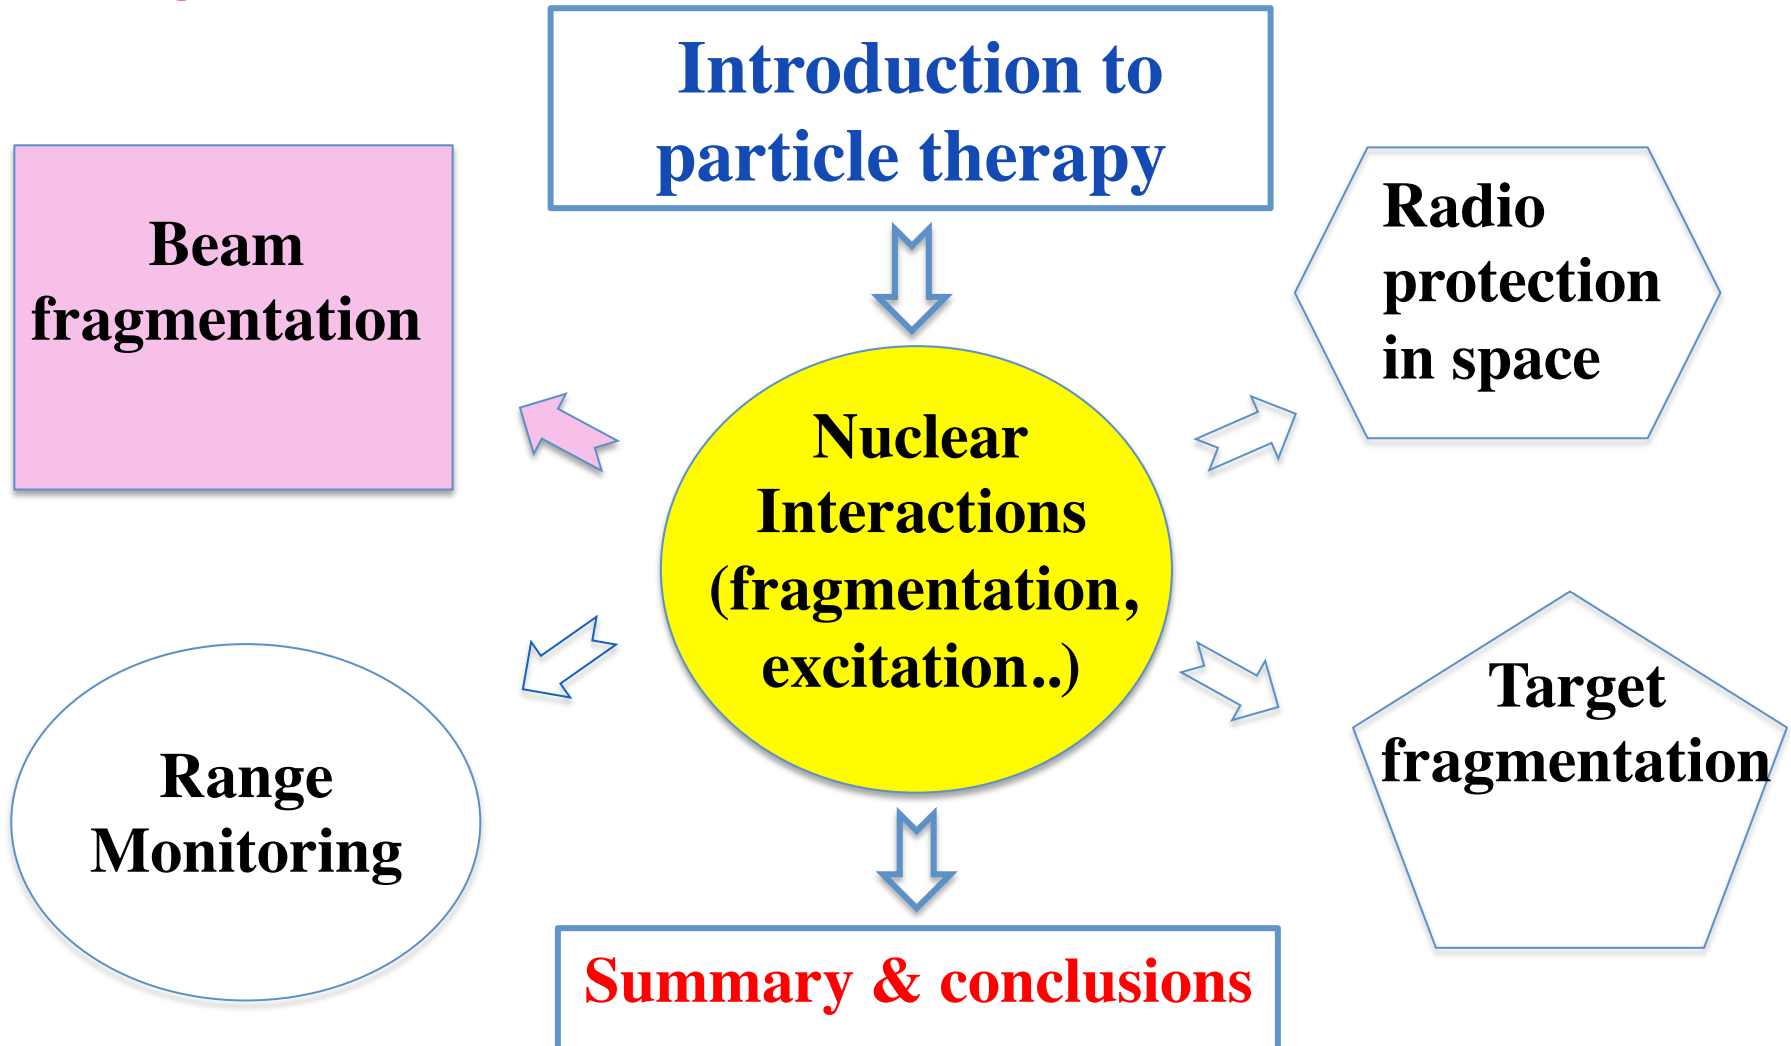 Introduction to
particle therapy
Beam
fragmentation
Radio
protection
in space
Nuclear
Interactions
(fragmentation,
excitation..)
Range
Monitoring
Target
fragmentation
Summary & conclusions